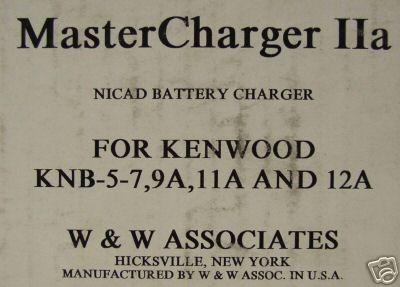 MasterCharger IIa
NICAD BATTERY CHARGER
FOR KENWOOD
KNB-5-7,9A,11A AND 12A
W & W ASSOCIATES
HICKSVILLE, NEW YORK
MANUFACTURED BY W & W ASSOC. IN U.S.A.